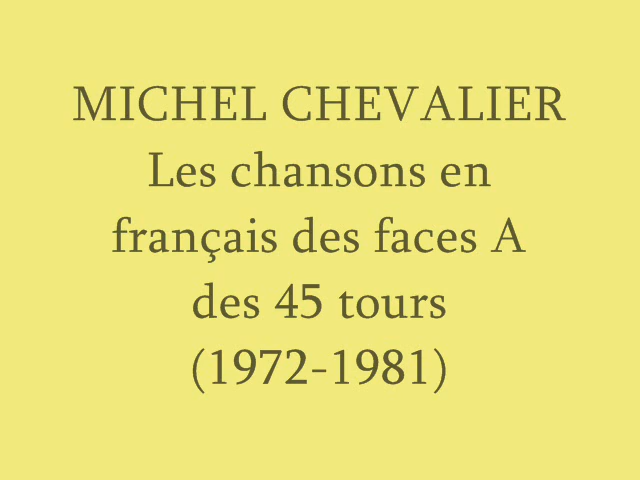 MICHEL CHEVALIER
Les chansons en
français des faces A
des 45 tours
(1972-1981)